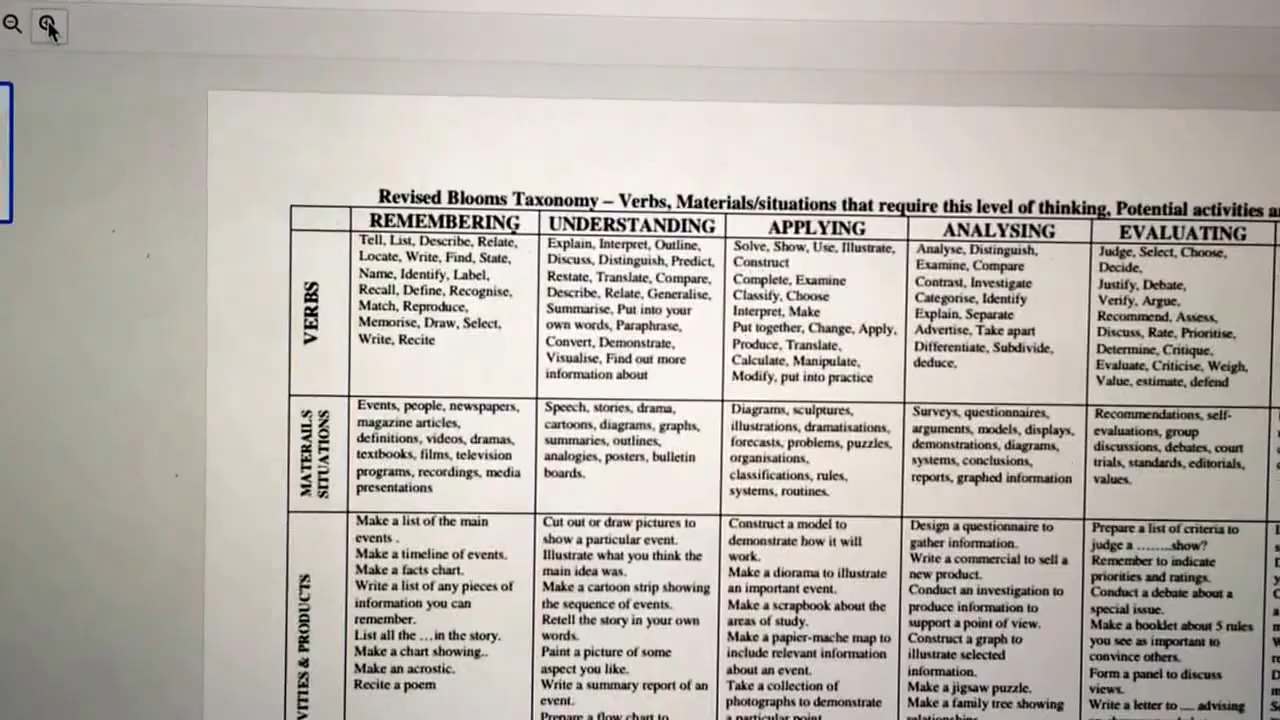 Revised Blooms Taxonomy – Verbs, Materials/situations that require this level of thinking, Potential activities
REMEMBERING UNDERSTANDING APPLYING ANALYSING EVALUATING
VERBS
Tell, List, Describe, Relate,
Locate, Write, Find, State,
Name, Identify, Label,
Recall, Define, Recognise,
Match, Reproduce,
Memorise, Draw, Select,
Write, Recite
Explain, Interpret, Outline,
Discuss, Distinguish, Predict,
Restate, Translate, Compare,
Describe, Relate, Generalise,
Summarise, Put into your
own words, Paraphrase,
Convert, Demonstrate,
Visualise, Find out more
information about
Solve, Show, Use, Illustrate,
Construct
Complete, Examine
Classify, Choose
Interpret, Make
Put together, Change, Apply,
Produce, Translate,
Calculate, Manipulate,
Modify, put into practice
Analyse, Distinguish,
Examine, Compare
Contrast, Investigate
Categorise, Identify
Explain, Separate
Advertise, Take apart
Differentiate, Subdivide,
deduce,
Judge, Select, Choose,
Decide,
Justify, Debate,
Verify, Argue,
Recommend, Assess,
Discuss, Rate, Prioritise,
Determine, Critique,
Evaluate, Criticise, Weigh,
Value, estimate, defend
MATERAILS
SITUATIONS
Events, people, newspapers,
magazine articles,
definitions, videos, dramas,
textbooks, films, television
programs, recordings, media
presentations
Speech, stories, drama,
cartoons, diagrams, graphs,
summaries, outlines,
analogies, posters, bulletin
boards.
Diagrams, sculptures,
illustrations, dramatisations,
forecasts, problems, puzzles,
organisations,
classifications, rules,
systems, routines.
Surveys, questionnaires,
arguments, models, displays,
demonstrations, diagrams,
systems, conclusions,
reports, graphed information
Recommendations, self-
evaluations, group
discussions, debates, court
trials, standards, editorials,
values.
VITIES & PRODUCTS
Make a list of the main
events .
Make a timeline of events.
Make a facts chart.
Write a list of any pieces of
information you can
remember.
List all the …in the story.
Make a chart showing..
Make an acrostic.
Recite a poem
Cut out or draw pictures to
show a particular event.
Illustrate what you think the
main idea was.
Make a cartoon strip showing
the sequence of events.
Retell the story in your own
words.
Paint a picture of some
aspect you like.
Write a summary report of an
event.
Prepare a flow chart to
Construct a model to
demonstrate how it will
work.
Make a diorama to illustrate
an important event.
Make a scrapbook about the
areas of study.
Make a papier-mache map to
include relevant information
about an event.
Take a collection of
photographs to demonstrate
a particular point.
Design a questionnaire to
gather information.
Write a commercial to sell a
new product.
Conduct an investigation to
produce information to
support a point of view.
Construct a graph to
illustrate selected
information.
Make a jigsaw puzzle.
Make a family tree showing
relationships.
Prepare a list of criteria to
judge a ……..show?
Remember to indicate
priorities and ratings.
Conduct a debate about a
special issue.
Make a booklet about 5 rules
you see as important to
convince others.
Form a panel to discuss
views.
Write a letter to .... advising